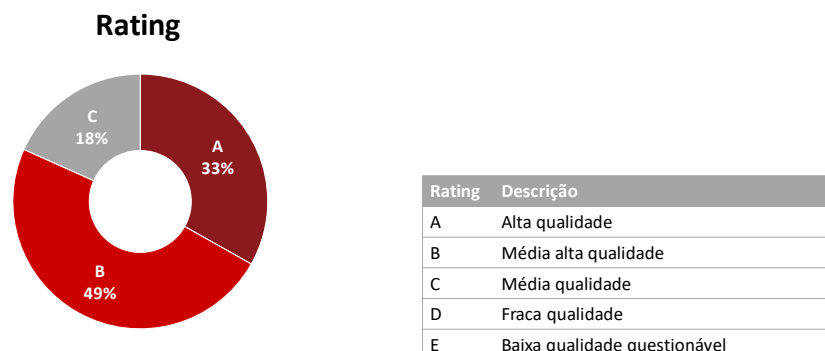 Rating
C
18%
A
33%
B
49%
Rating Descrição
A Alta qualidade
B Média alta qualidade
C Média qualidade
D Fraca qualidade
E Baixa qualidade questionável